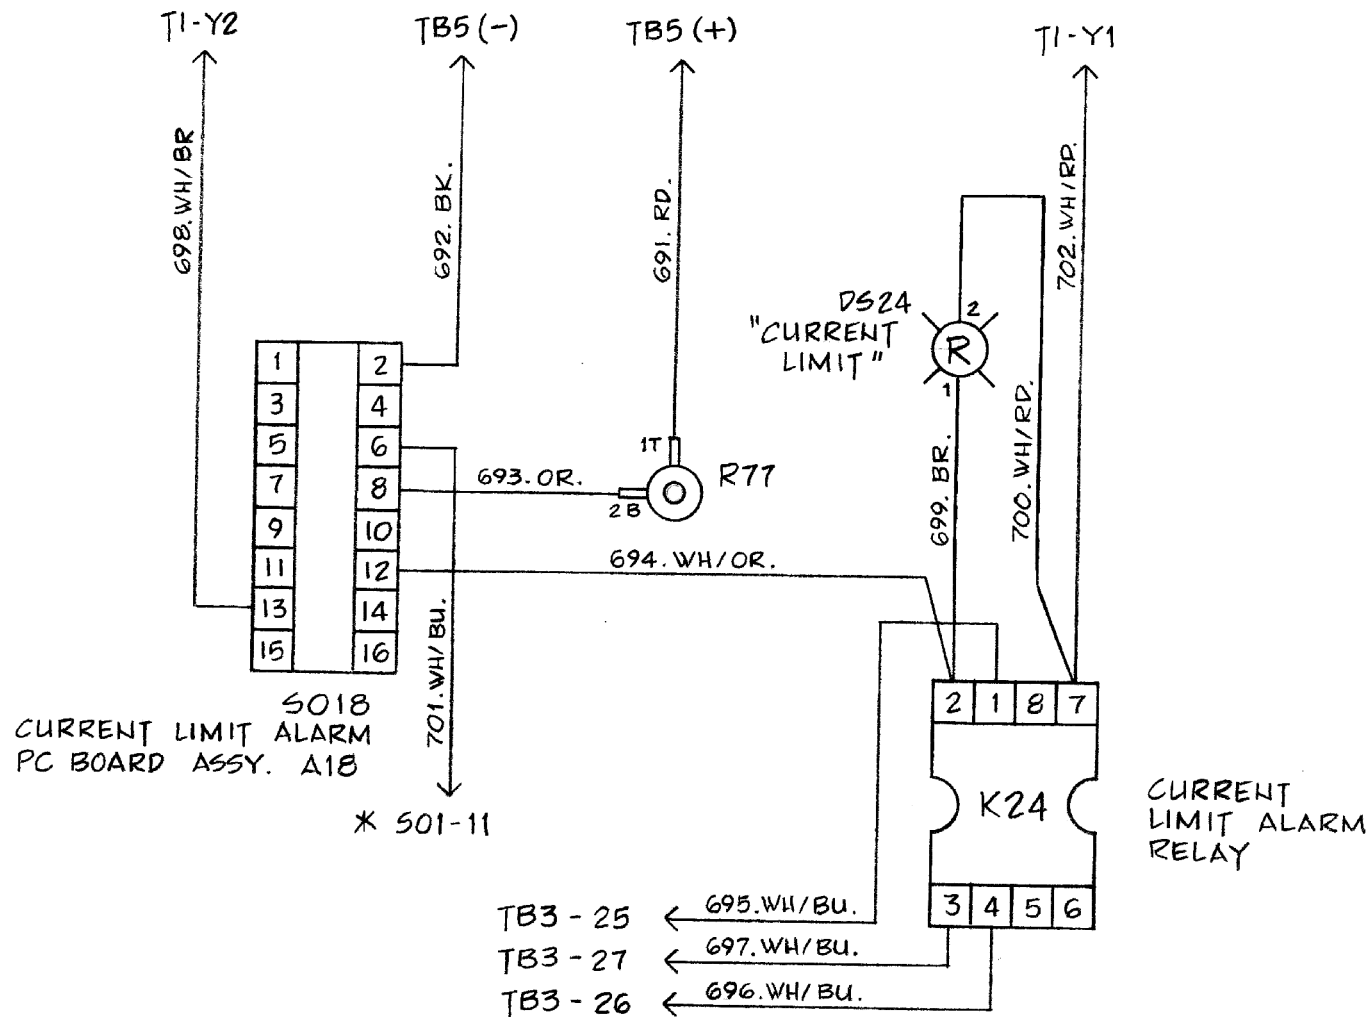 T1-Y2
TB5 (-)
TB5 (+)
T1-Y1
698. WH/BR
692. BK.
691. RD.
702. WH/RD.
DS24
"CURRENT
LIMIT"
2
R
1
699. BR.
700. WH/RD.
1 2
3 4
5 6
7 8
9 10
11 12
13 14
15 16
693. OR.
1T
2B
R77
694. WH/OR.
701. WH/BU.
SO18
CURRENT LIMIT ALARM
PC BOARD ASSY. A18
* SO1-11
2 1 8 7
K24
3 4 5 6
CURRENT
LIMIT ALARM
RELAY
TB3 - 25
695. WH/BU.
TB3 - 27
697. WH/BU.
TB3 - 26
696. WH/BU.